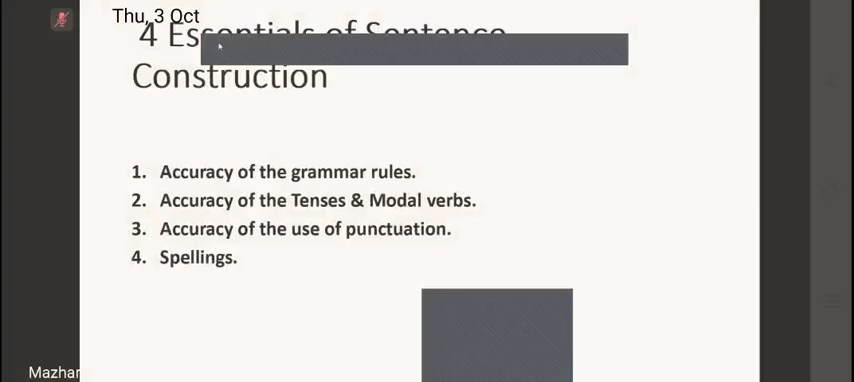 Thu, 3 Oct
4 Essentials of Sentence
Construction
1. Accuracy of the grammar rules.
2. Accuracy of the Tenses & Modal verbs.
3. Accuracy of the use of punctuation.
4. Spellings.
Mazhar